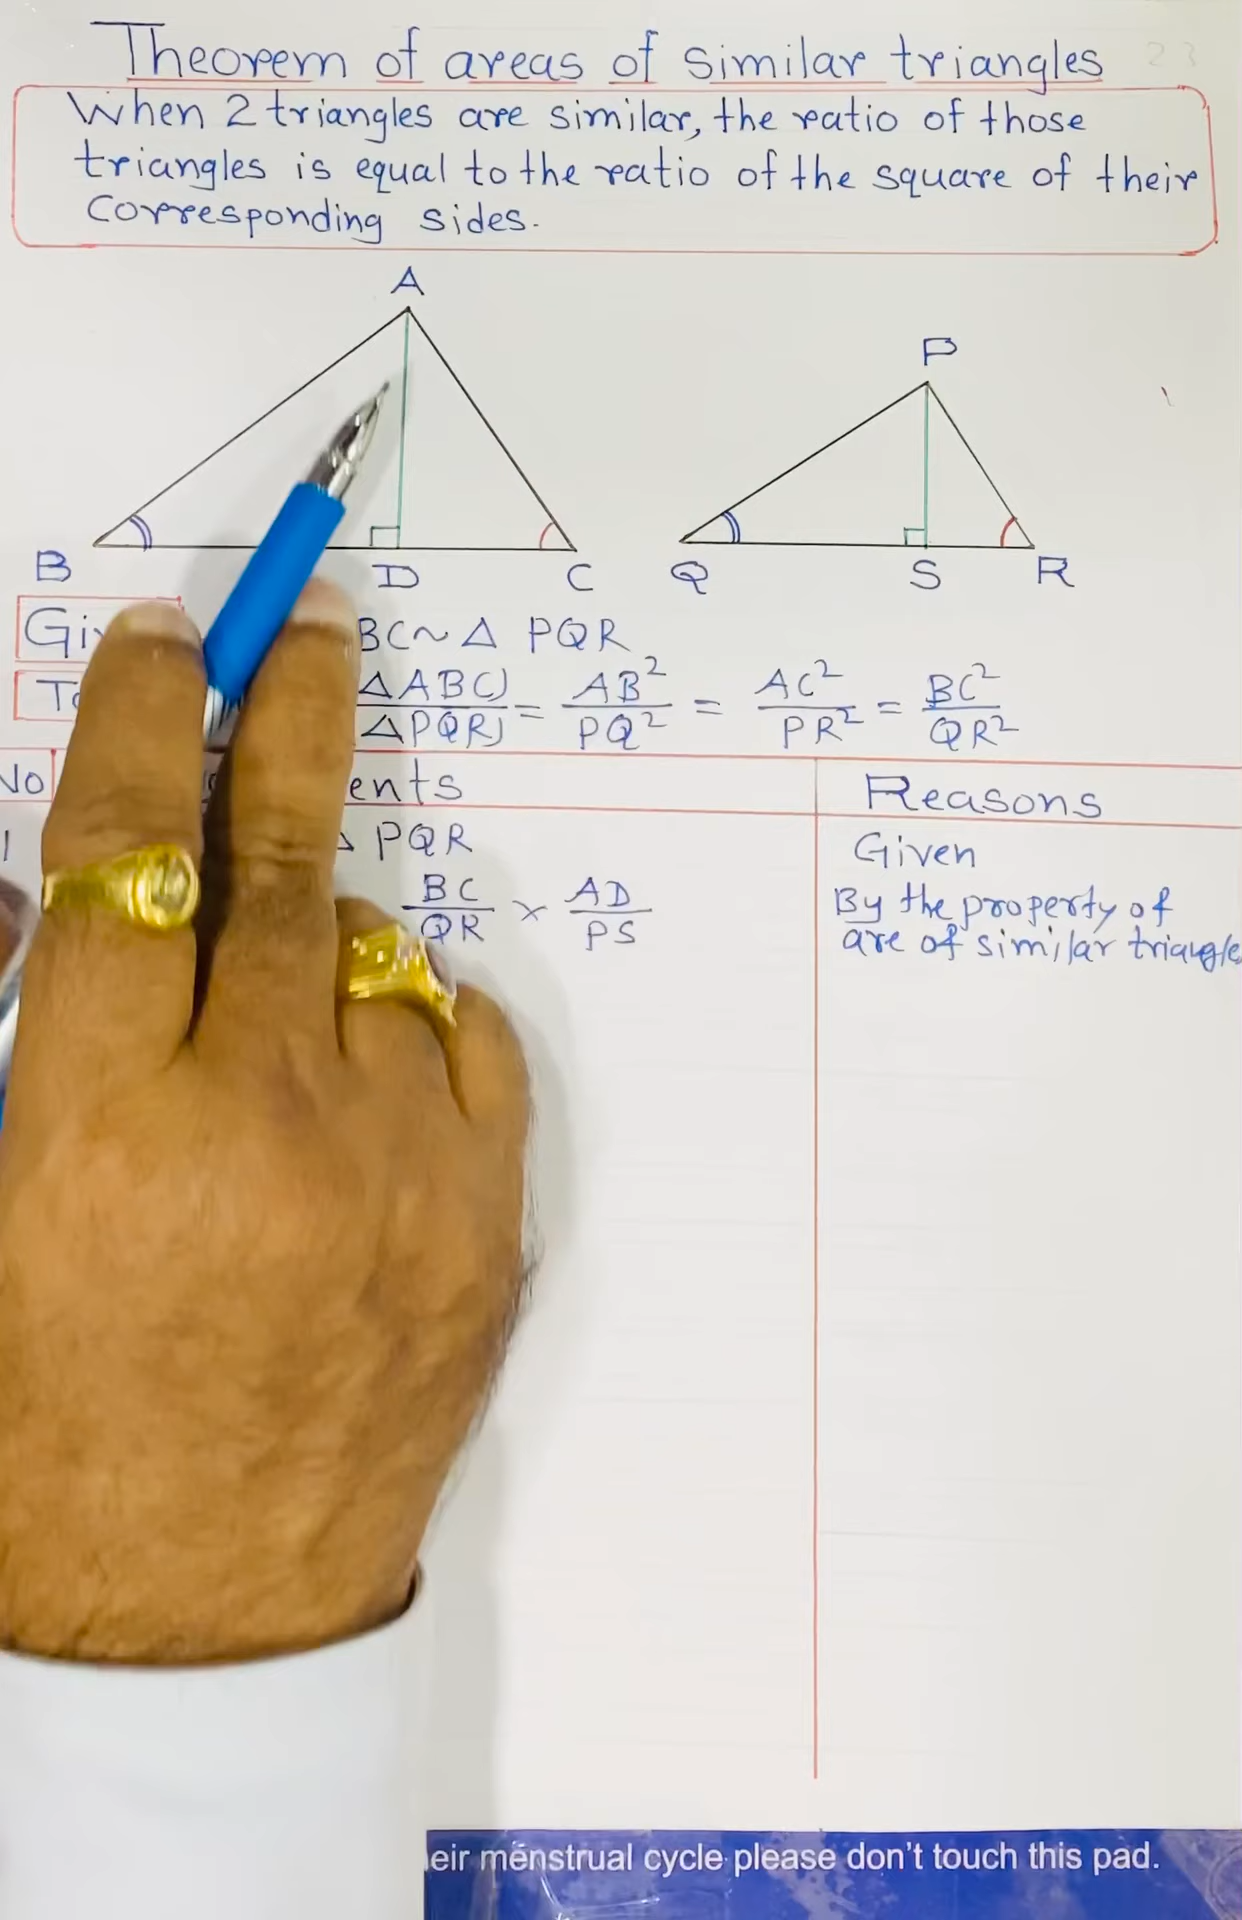 Theorem of areas of similar triangles
When 2 triangles are similar, the ratio of those
triangles is equal to the ratio of the square of their
corresponding sides.
A
P
B D C Q S R
BC ~ Δ PQR
ΔABC) / ΔPQR) = AB² / PQ² = AC² / PR² = BC² / QR²
No ents Reasons
1 Δ PQR Given
BC / QR × AD / PS By the property of
are of similar triangle
eir menstrual cycle please don't touch this pad.